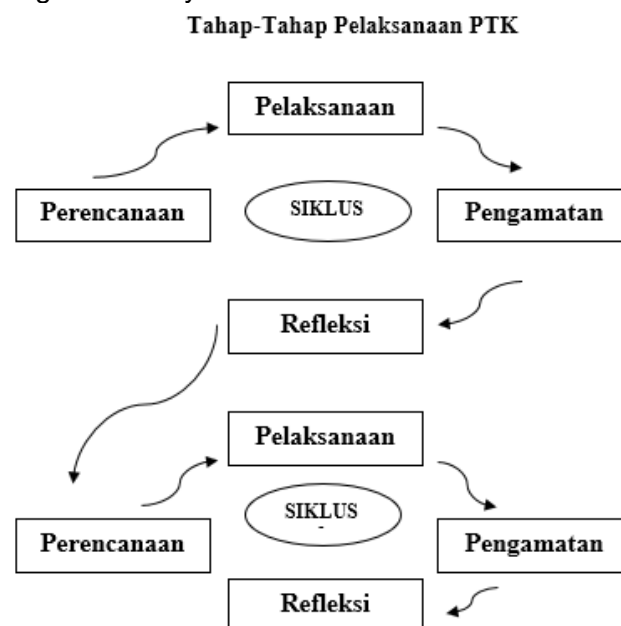 Tahap-Tahap Pelaksanaan PTK
Pelaksanaan
Perencanaan
SIKLUS
Pengamatan
Refleksi
Pelaksanaan
SIKLUS
-
Perencanaan
Pengamatan
Refleksi